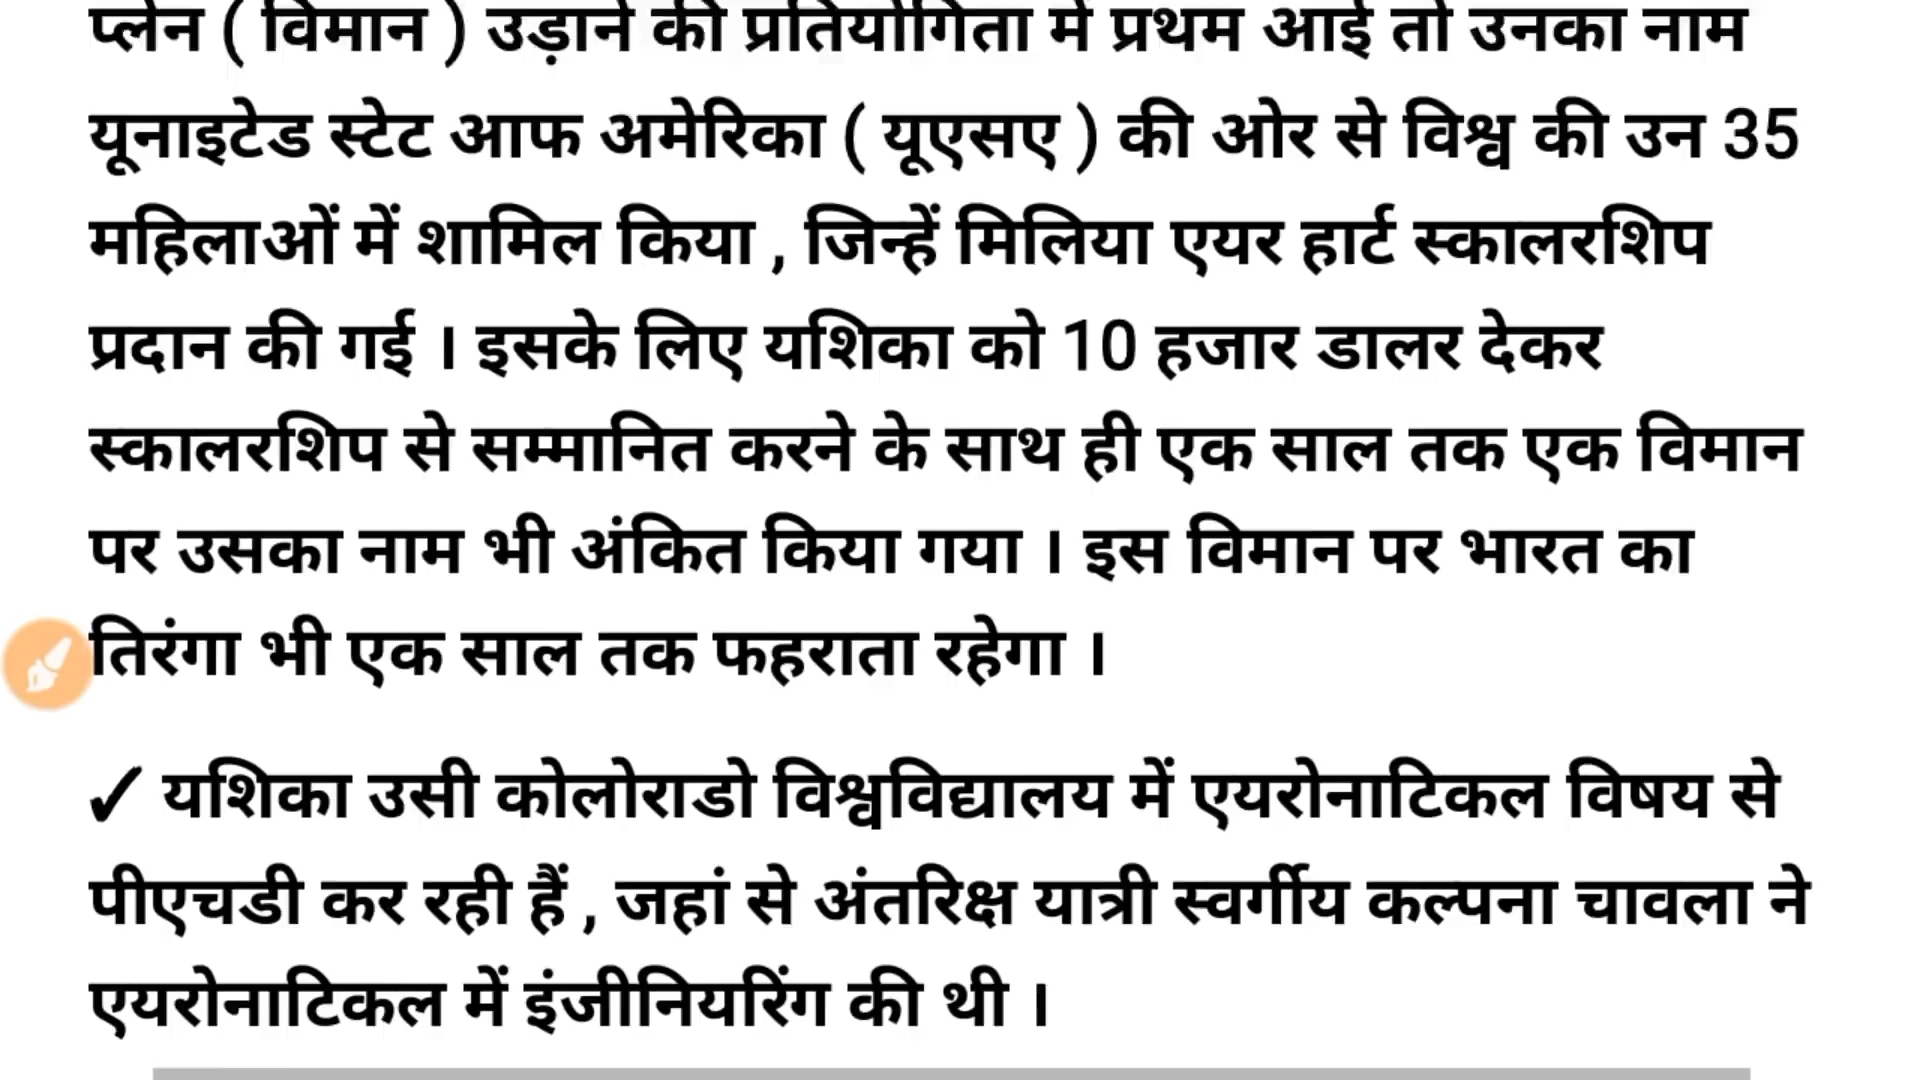 प्लेन ( विमान ) उड़ाने की प्रतियोगिता में प्रथम आई तो उनका नाम
यूनाइटेड स्टेट आफ अमेरिका ( यूएसए ) की ओर से विश्व की उन 35
महिलाओं में शामिल किया , जिन्हें मिलिया एयर हार्ट स्कालरशिप
प्रदान की गई । इसके लिए यशिका को 10 हजार डालर देकर
स्कालरशिप से सम्मानित करने के साथ ही एक साल तक एक विमान
पर उसका नाम भी अंकित किया गया । इस विमान पर भारत का
तिरंगा भी एक साल तक फहराता रहेगा ।
✓ यशिका उसी कोलोराडो विश्वविद्यालय में एयरोनाटिकल विषय से
पीएचडी कर रही हैं , जहां से अंतरिक्ष यात्री स्वर्गीय कल्पना चावला ने
एयरोनाटिकल में इंजीनियरिंग की थी ।